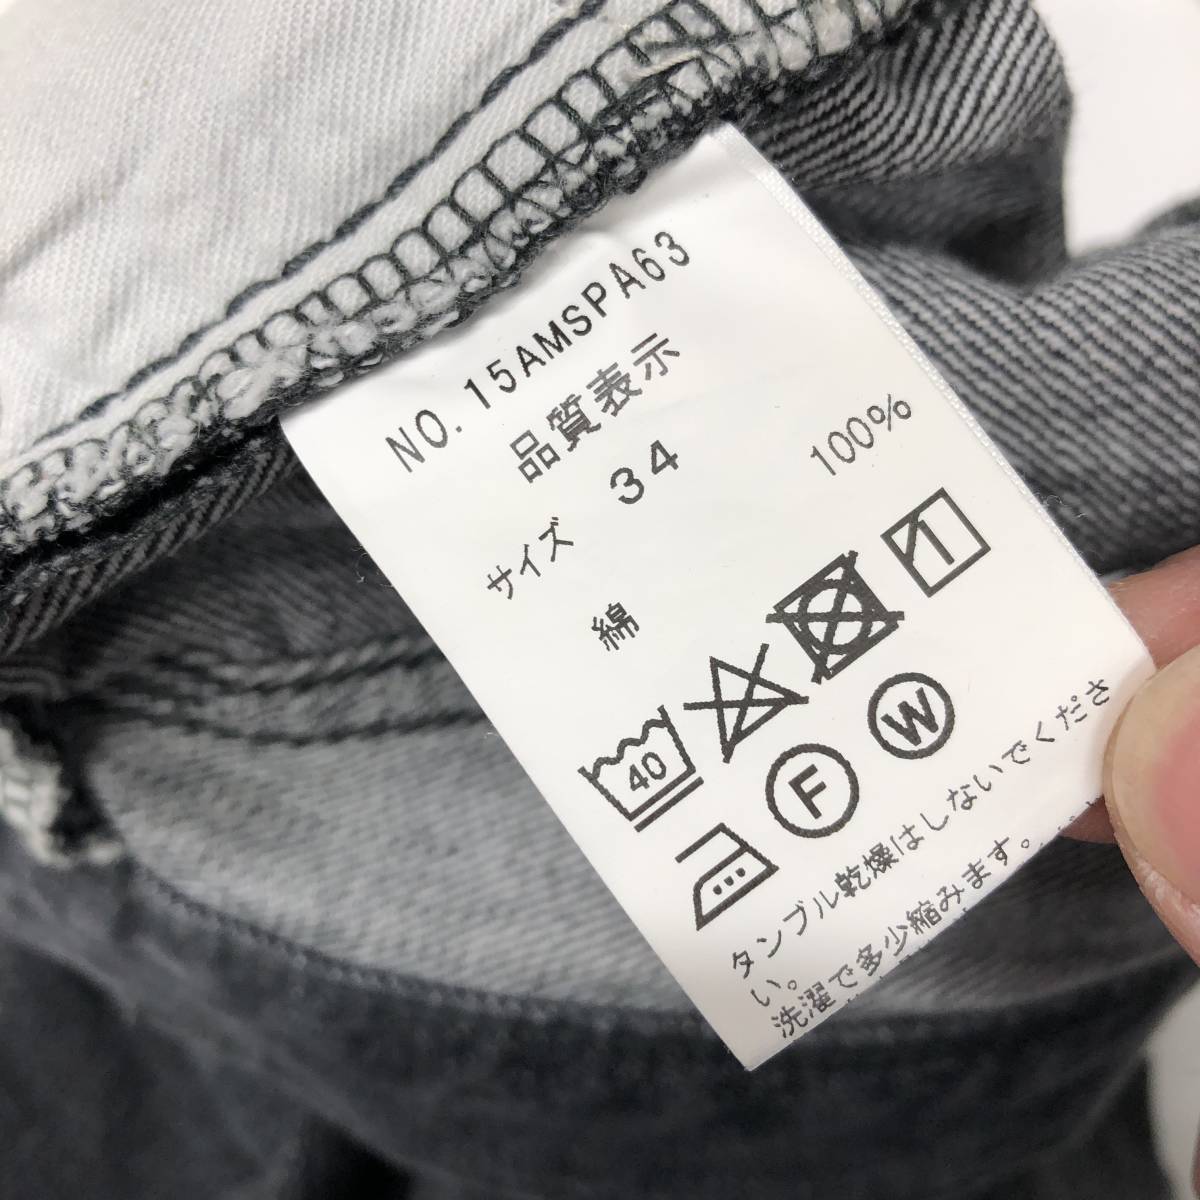 NO. 15AMSPA63
品質表示
サイズ 34
綿 100%
40
F W
タンブル乾燥はしないでくださ
い。
洗濯で多少縮みます。